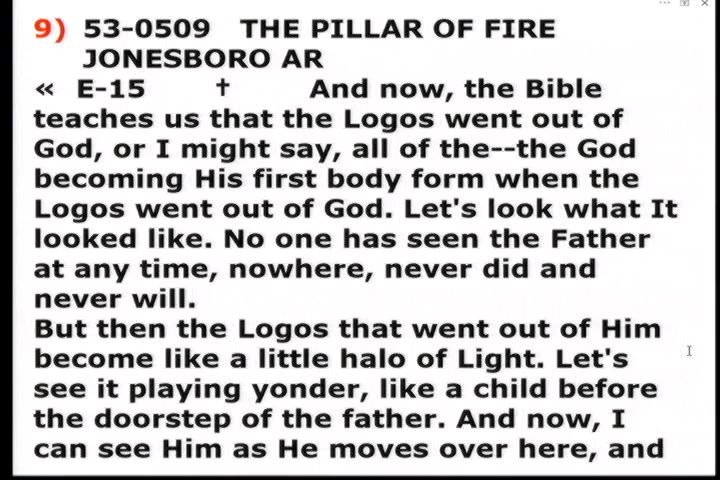 9) 53-0509 THE PILLAR OF FIRE
JONESBORO AR
« E-15 † And now, the Bible
teaches us that the Logos went out of
God, or I might say, all of the--the God
becoming His first body form when the
Logos went out of God. Let's look what It
looked like. No one has seen the Father
at any time, nowhere, never did and
never will.
But then the Logos that went out of Him
become like a little halo of Light. Let's
see it playing yonder, like a child before
the doorstep of the father. And now, I
can see Him as He moves over here, and